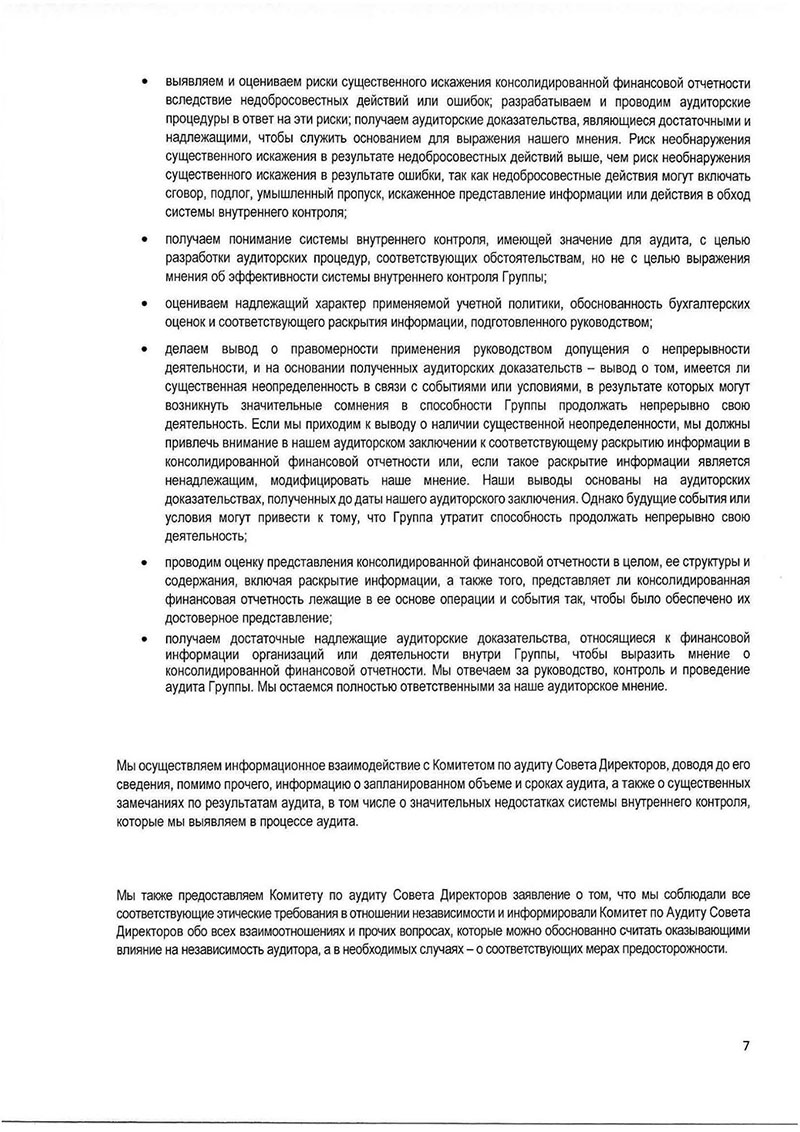 • выявляем и оцениваем риски существенного искажения консолидированной финансовой отчетности
вследствие недобросовестных действий или ошибок; разрабатываем и проводим аудиторские
процедуры в ответ на эти риски; получаем аудиторские доказательства, являющиеся достаточными и
надлежащими, чтобы служить основанием для выражения нашего мнения. Риск необнаружения
существенного искажения в результате недобросовестных действий выше, чем риск необнаружения
существенного искажения в результате ошибки, так как недобросовестные действия могут включать
сговор, подлог, умышленный пропуск, искаженное представление информации или действия в обход
системы внутреннего контроля;
• получаем понимание системы внутреннего контроля, имеющей значение для аудита, с целью
разработки аудиторских процедур, соответствующих обстоятельствам, но не с целью выражения
мнения об эффективности системы внутреннего контроля Группы;
• оцениваем надлежащий характер применяемой учетной политики, обоснованность бухгалтерских
оценок и соответствующего раскрытия информации, подготовленного руководством;
• делаем вывод о правомерности применения руководством допущения о непрерывности
деятельности, и на основании полученных аудиторских доказательств – вывод о том, имеется ли
существенная неопределенность в связи с событиями или условиями, в результате которых могут
возникнуть значительные сомнения в способности Группы продолжать непрерывно свою
деятельность. Если мы приходим к выводу о наличии существенной неопределенности, мы должны
привлечь внимание в нашем аудиторском заключении к соответствующему раскрытию информации в
консолидированной финансовой отчетности или, если такое раскрытие информации является
ненадлежащим, модифицировать наше мнение. Наши выводы основаны на аудиторских
доказательствах, полученных до даты нашего аудиторского заключения. Однако будущие события или
условия могут привести к тому, что Группа утратит способность продолжать непрерывно свою
деятельность;
• проводим оценку представления консолидированной финансовой отчетности в целом, ее структуры и
содержания, включая раскрытие информации, а также того, представляет ли консолидированная
финансовая отчетность лежащие в ее основе операции и события так, чтобы было обеспечено их
достоверное представление;
• получаем достаточные надлежащие аудиторские доказательства, относящиеся к финансовой
информации организаций или деятельности внутри Группы, чтобы выразить мнение о
консолидированной финансовой отчетности. Мы отвечаем за руководство, контроль и проведение
аудита Группы. Мы остаемся полностью ответственными за наше аудиторское мнение.
Мы осуществляем информационное взаимодействие с Комитетом по аудиту Совета Директоров, доводя до его
сведения, помимо прочего, информацию о запланированном объеме и сроках аудита, а также о существенных
замечаниях по результатам аудита, в том числе о значительных недостатках системы внутреннего контроля,
которые мы выявляем в процессе аудита.
Мы также предоставляем Комитету по аудиту Совета Директоров заявление о том, что мы соблюдали все
соответствующие этические требования в отношении независимости и информировали Комитет по Аудиту Совета
Директоров обо всех взаимоотношениях и прочих вопросах, которые можно обоснованно считать оказывающими
влияние на независимость аудитора, а в необходимых случаях – о соответствующих мерах предосторожности.
7